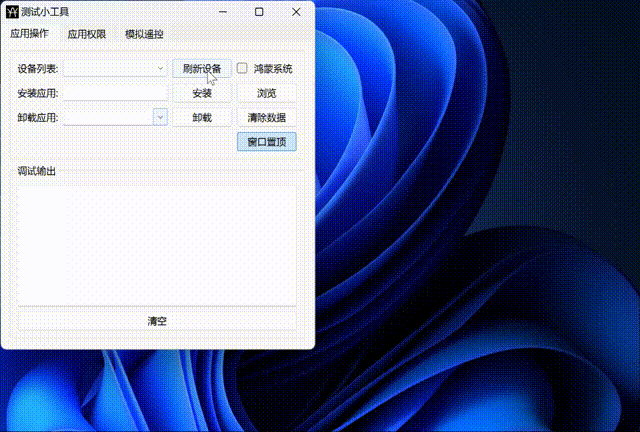 测试小工具
应用操作 应用权限 模拟遥控
设备列表: 刷新设备 鸿蒙系统
安装应用: 安装 浏览
卸载应用: 卸载 清除数据
窗口置顶
调试输出
清空